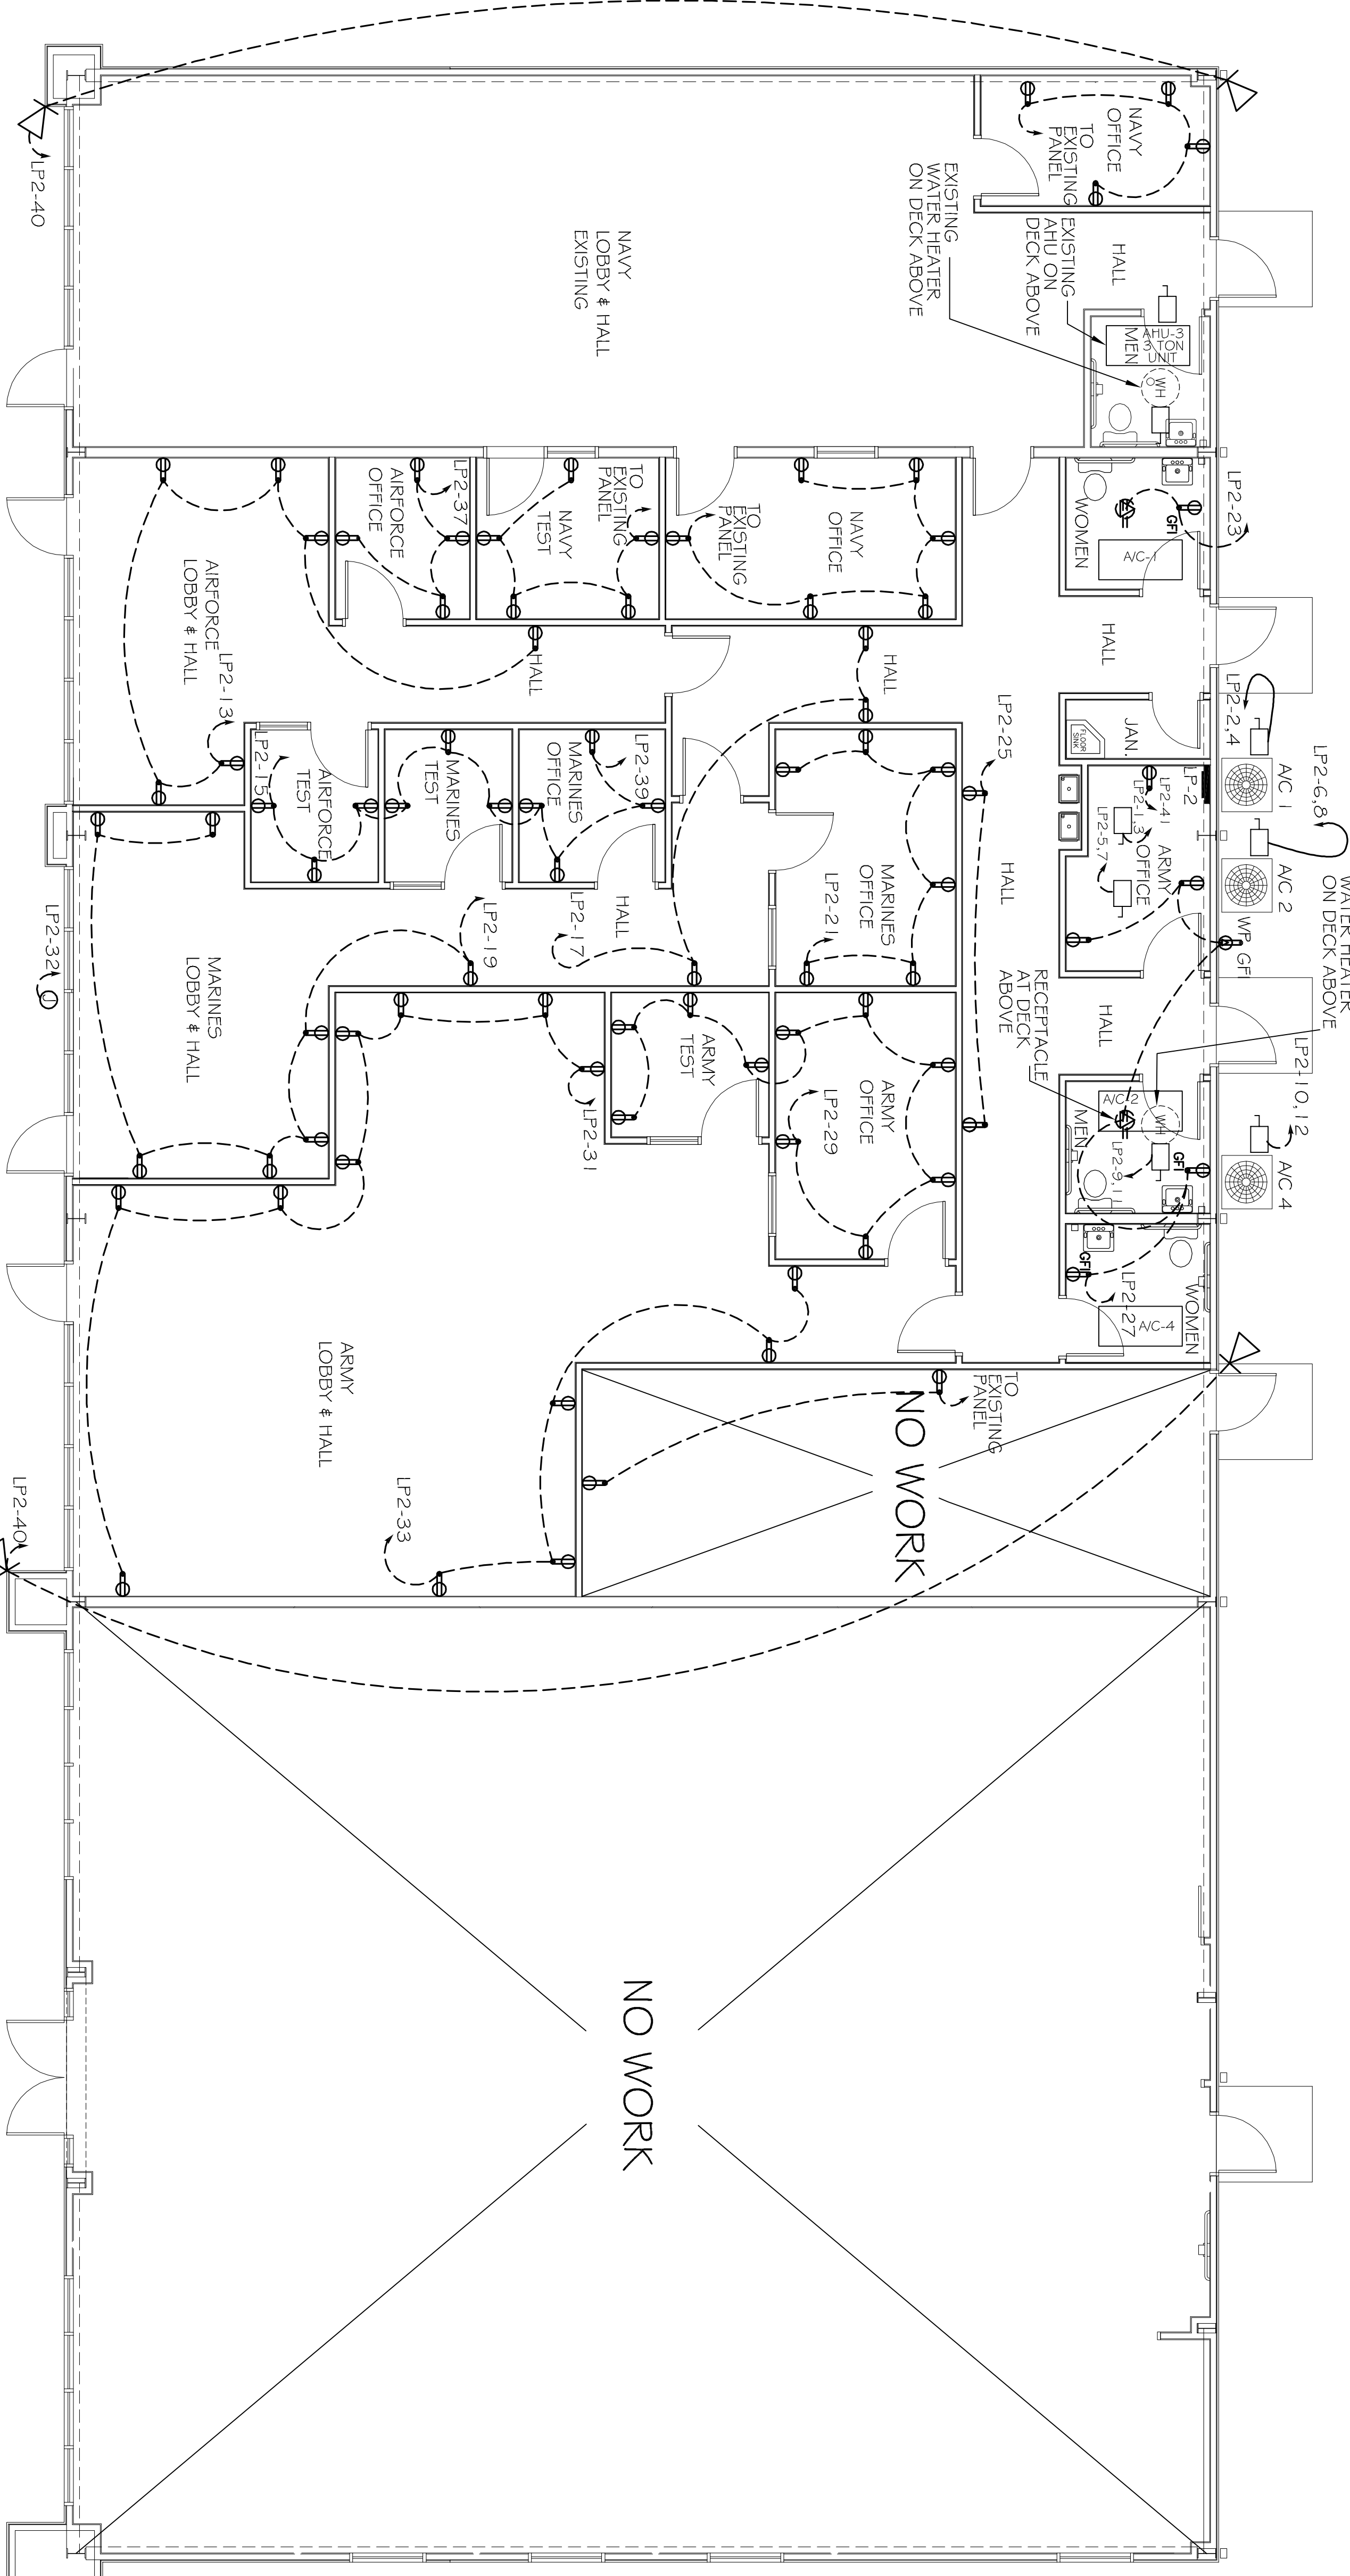 NAVY
OFFICE
TO
EXISTING
PANEL
EXISTING
WATER HEATER
ON DECK ABOVE
EXISTING
AHU ON
DECK ABOVE
HALL
AHU-3
3 TON
UNIT
MEN
WH
LP2-40
NAVY
LOBBY & HALL
EXISTING
LP2-23
GFI
WOMEN
A/C-1
HALL
NAVY
OFFICE
TO
EXISTING
PANEL
TO
EXISTING
PANEL
NAVY
TEST
LP2-37
AIRFORCE
OFFICE
AIRFORCE
LOBBY & HALL
LP2-13
HALL
HALL
LP2-2,4
A/C 1
LP2-6,8
A/C 2
WATER HEATER
ON DECK ABOVE
JAN.
FLOOR
SINK
LP-2
LP2-41
LP2-1,3
LP2-5,7
ARMY
OFFICE
WP GFI
LP2-25
HALL
MARINES
OFFICE
LP2-21
LP2-39
MARINES
OFFICE
MARINES
TEST
LP2-15
AIRFORCE
TEST
LP2-17
HALL
LP2-19
LP2-32
J
MARINES
LOBBY & HALL
RECEPTACLE
AT DECK
ABOVE
HALL
LP2-10,12
A/C 4
A/C-2
WH
MEN
LP2-9,11
GFI
GFI
LP2-27
WOMEN
A/C-4
ARMY
OFFICE
LP2-29
ARMY
TEST
LP2-31
ARMY
LOBBY & HALL
LP2-33
TO
EXISTING
PANEL
NO WORK
LP2-40
NO WORK